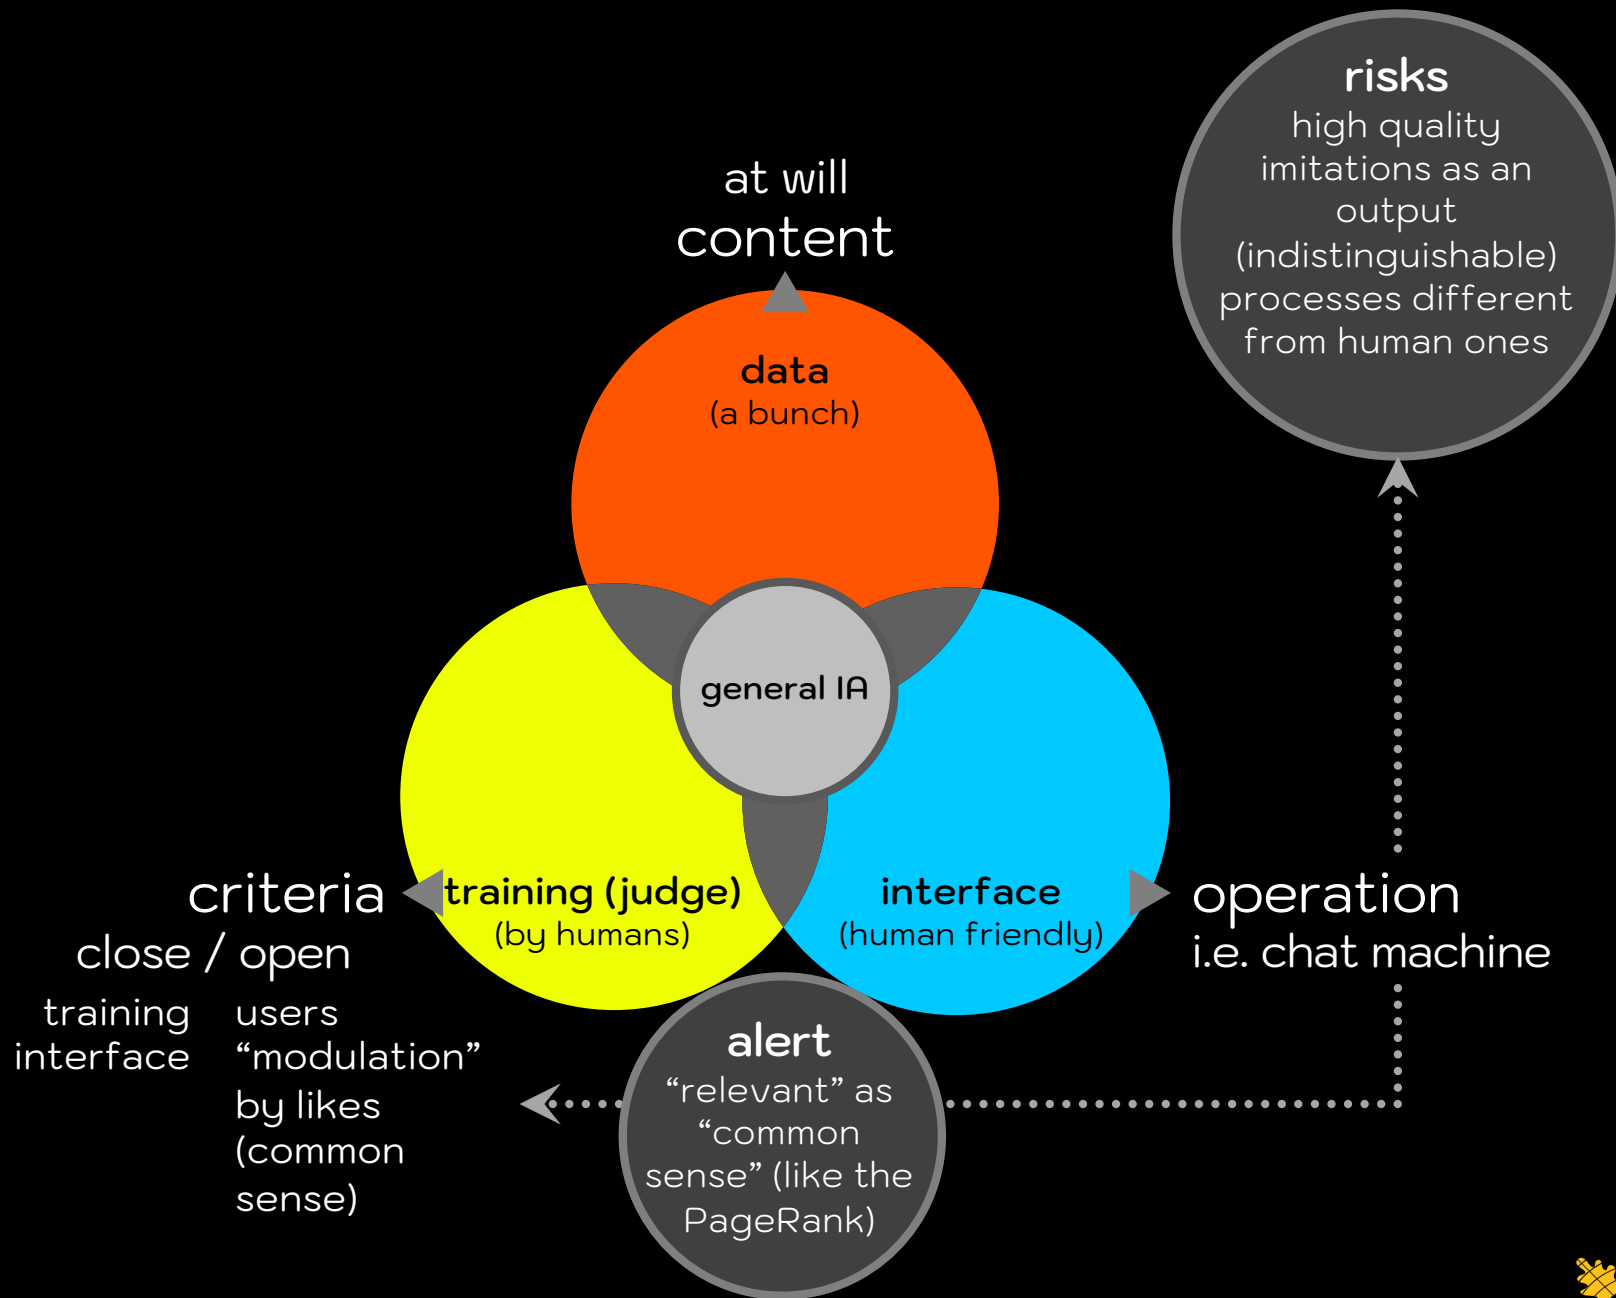 risks
high quality
imitations as an
output
(indistinguishable)
processes different
from human ones
at will
content
data
(a bunch)
general IA
criteria
close / open
training
interface
users
“modulation”
by likes
(common
sense)
training (judge)
(by humans)
interface
(human friendly)
operation
i.e. chat machine
alert
“relevant” as
“common
sense” (like the
PageRank)